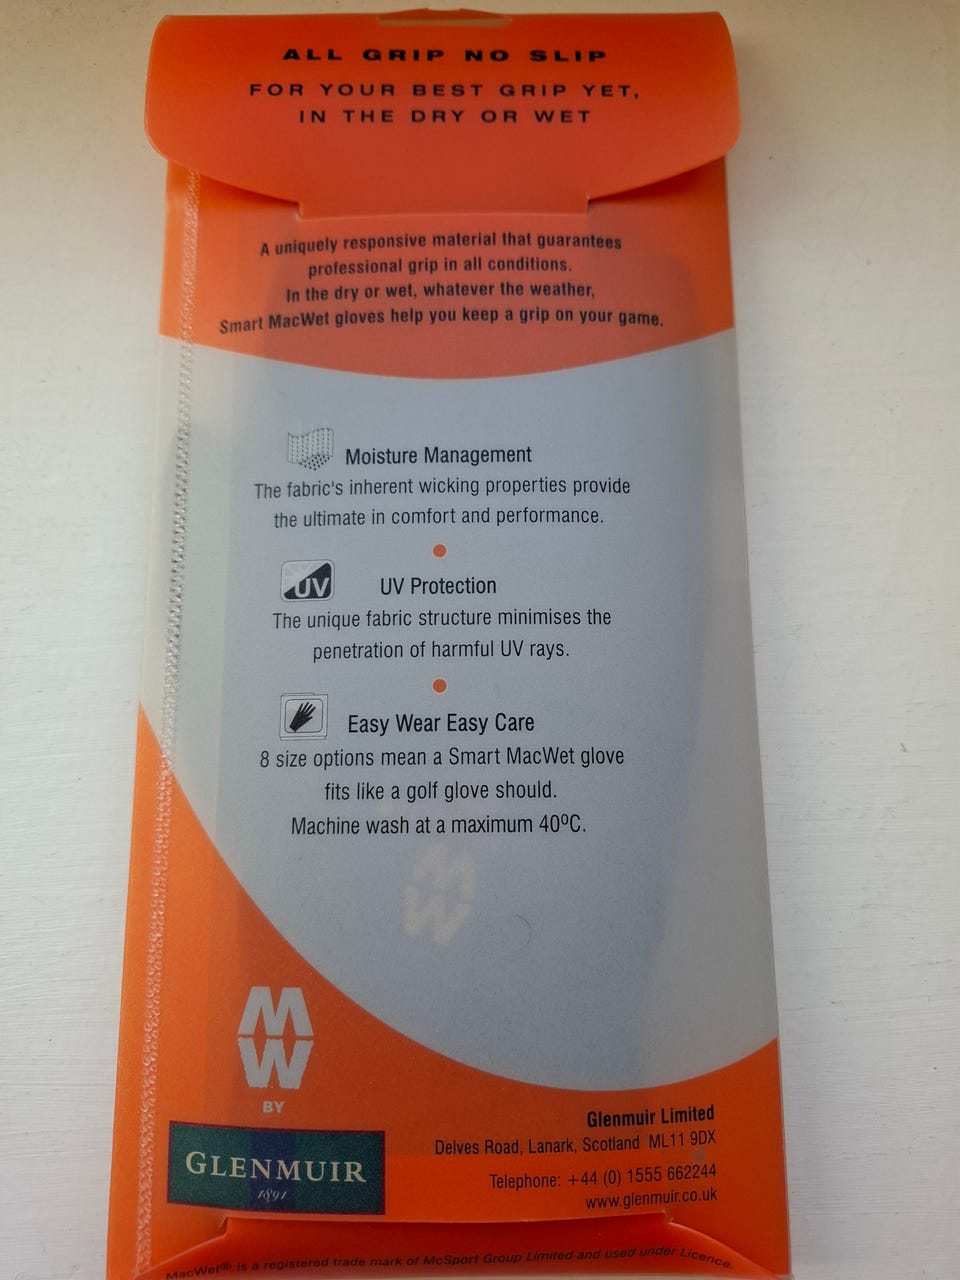 ALL GRIP NO SLIP
FOR YOUR BEST GRIP YET,
IN THE DRY OR WET
A uniquely responsive material that guarantees
professional grip in all conditions.
In the dry or wet, whatever the weather,
Smart MacWet gloves help you keep a grip on your game.
Moisture Management
The fabric's inherent wicking properties provide
the ultimate in comfort and performance.
UV UV Protection
The unique fabric structure minimises the
penetration of harmful UV rays.
Easy Wear Easy Care
8 size options mean a Smart MacWet glove
fits like a golf glove should.
Machine wash at a maximum 40ºC.
M
W
M
W
BY
GLENMUIR
1891
Glenmuir Limited
Delves Road, Lanark, Scotland ML11 9DX
Telephone: +44 (0) 1555 662244
www.glenmuir.co.uk
MacWet® is a registered trade mark of McSport Group Limited and used under Licence.